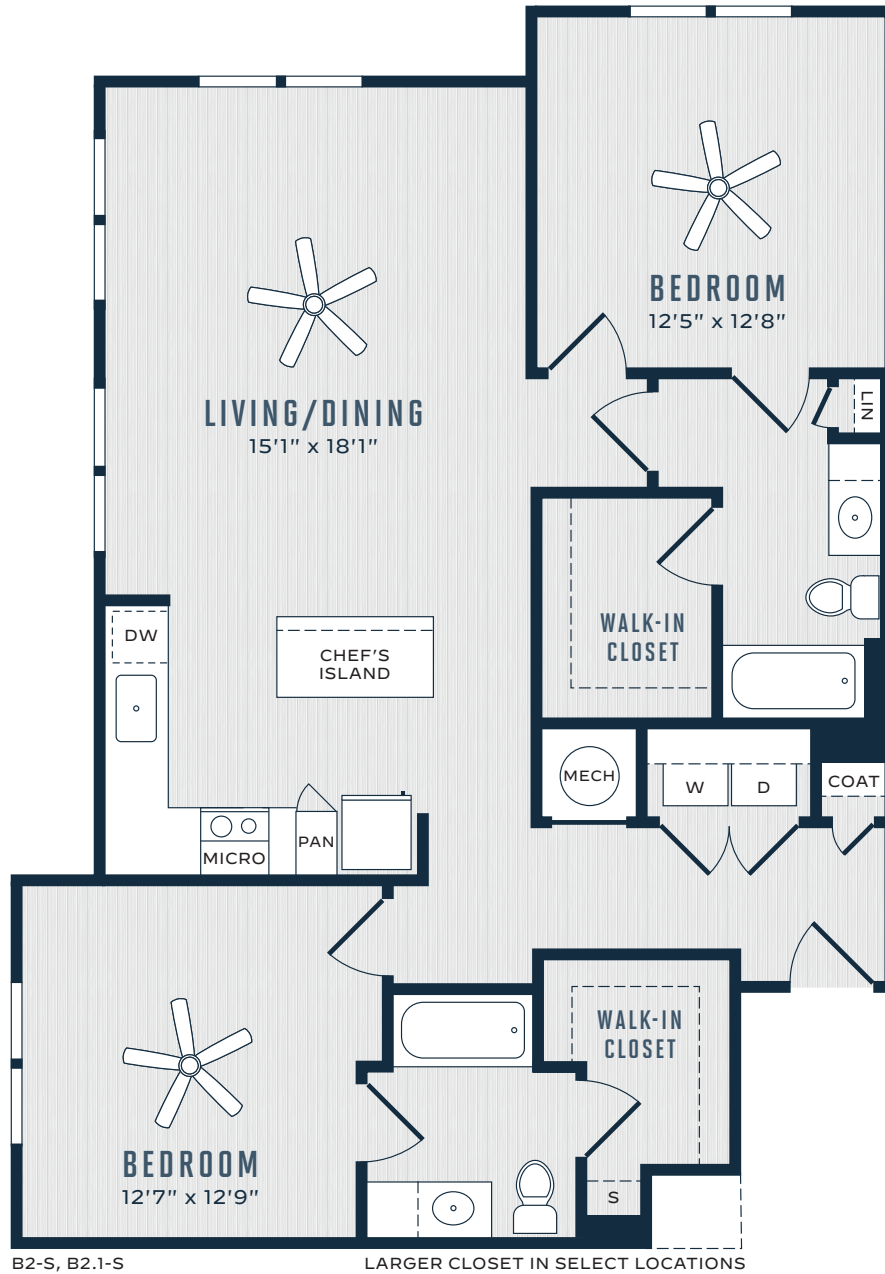 BEDROOM
12'5" x 12'8"
LIVING/DINING
15'1" x 18'1"
LIN
DW
CHEF'S
ISLAND
WALK-IN
CLOSET
MECH
W
D
COAT
MICRO
PAN
WALK-IN
CLOSET
BEDROOM
12'7" x 12'9"
S
B2-S, B2.1-S
LARGER CLOSET IN SELECT LOCATIONS